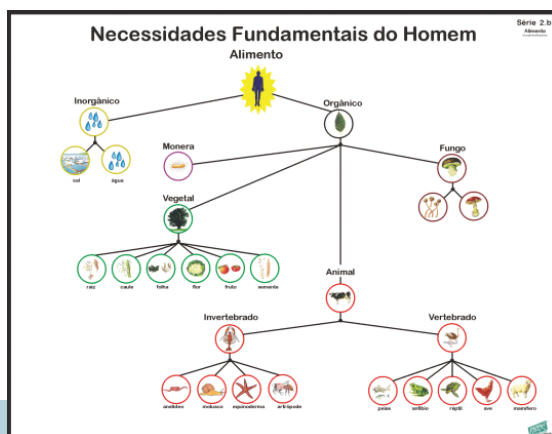 Necessidades Fundamentais do Homem
Série 2.b
Alimento
Alimento
Inorgânico
Orgânico
Monera
Fungo
sal água
Vegetal
raiz caule folha flor fruto semente
Animal
Invertebrado
Vertebrado
anelídeo molusco equinoderma artrópode
peixe anfíbio réptil ave mamífero